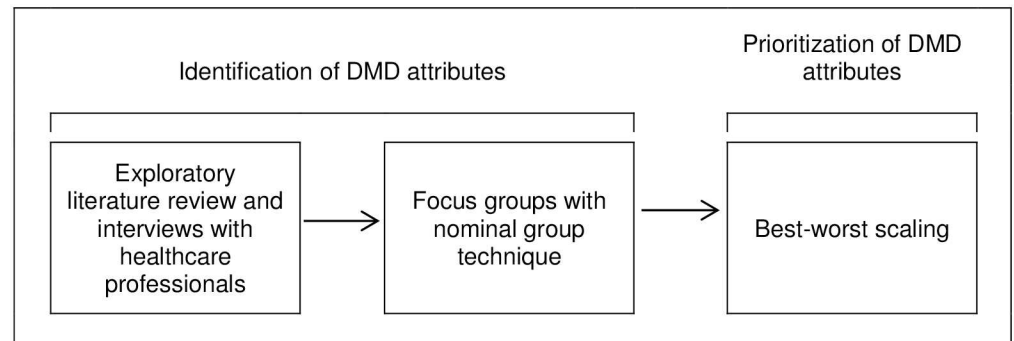 Identification of DMD attributes
Prioritization of DMD
attributes
Exploratory
literature review and
interviews with
healthcare
professionals
Focus groups with
nominal group
technique
Best-worst scaling